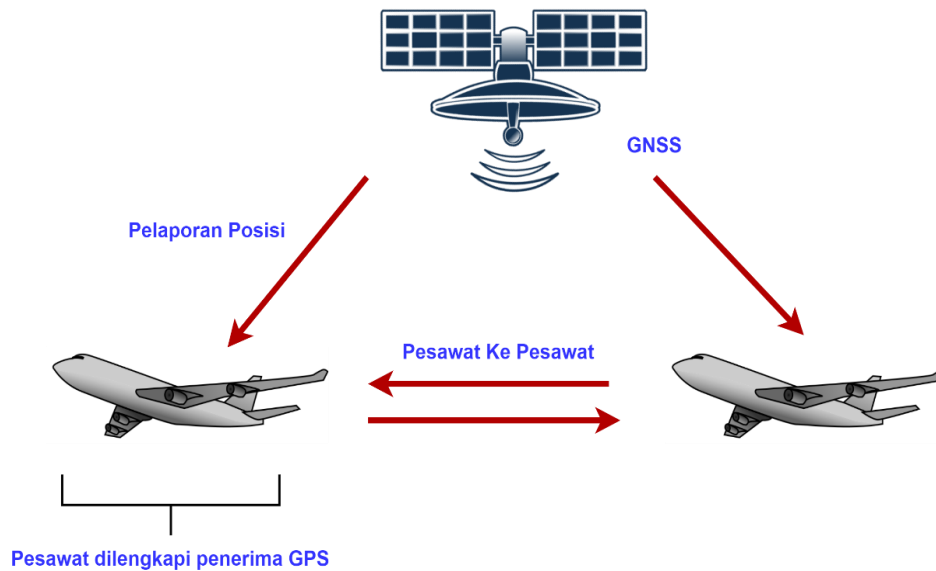 GNSS
Pelaporan Posisi
Pesawat Ke Pesawat
Pesawat dilengkapi penerima GPS